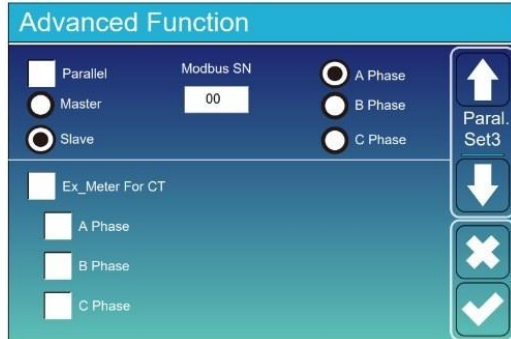 Advanced Function
Parallel
Modbus SN
A Phase
Master
00
B Phase
Slave
C Phase
Paral.
Set3
Ex_Meter For CT
A Phase
B Phase
C Phase